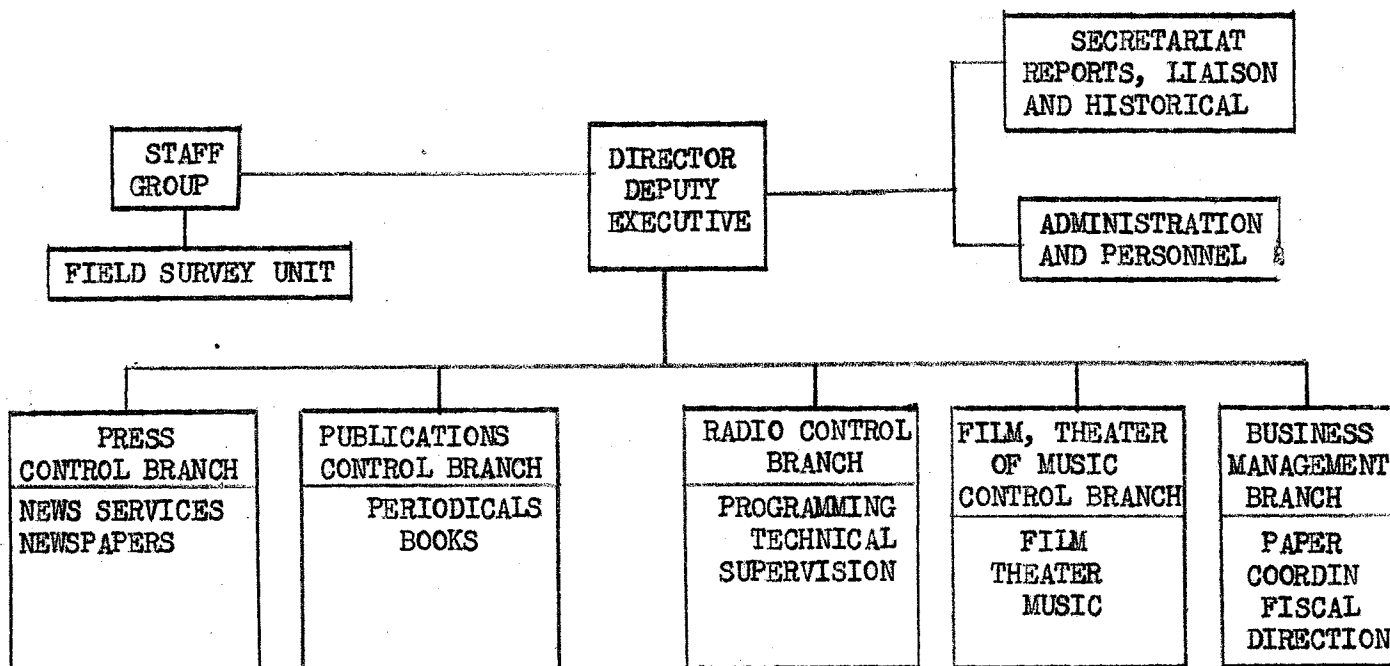 SECRETARIAT
REPORTS, LIAISON
AND HISTORICAL
STAFF
GROUP
DIRECTOR
DEPUTY
EXECUTIVE
ADMINISTRATION
AND PERSONNEL
FIELD SURVEY UNIT
PRESS
CONTROL BRANCH
NEWS SERVICES
NEWSPAPERS
PUBLICATIONS
CONTROL BRANCH
PERIODICALS
BOOKS
RADIO CONTROL
BRANCH
PROGRAMMING
TECHNICAL
SUPERVISION
FILM, THEATER
OF MUSIC
CONTROL BRANCH
FILM
THEATER
MUSIC
BUSINESS
MANAGEMENT
BRANCH
PAPER
COORDIN
FISCAL
DIRECTION